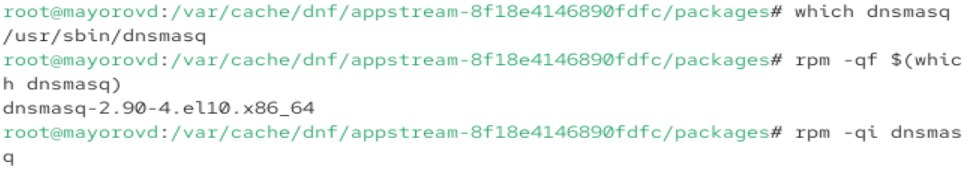 root@mayorovd:/var/cache/dnf/appstream-8f18e4146890fdfc/packages# which dnsmasq
/usr/sbin/dnsmasq
root@mayorovd:/var/cache/dnf/appstream-8f18e4146890fdfc/packages# rpm -qf $(whic
h dnsmasq)
dnsmasq-2.90-4.el10.x86_64
root@mayorovd:/var/cache/dnf/appstream-8f18e4146890fdfc/packages# rpm -qi dnsmas
q